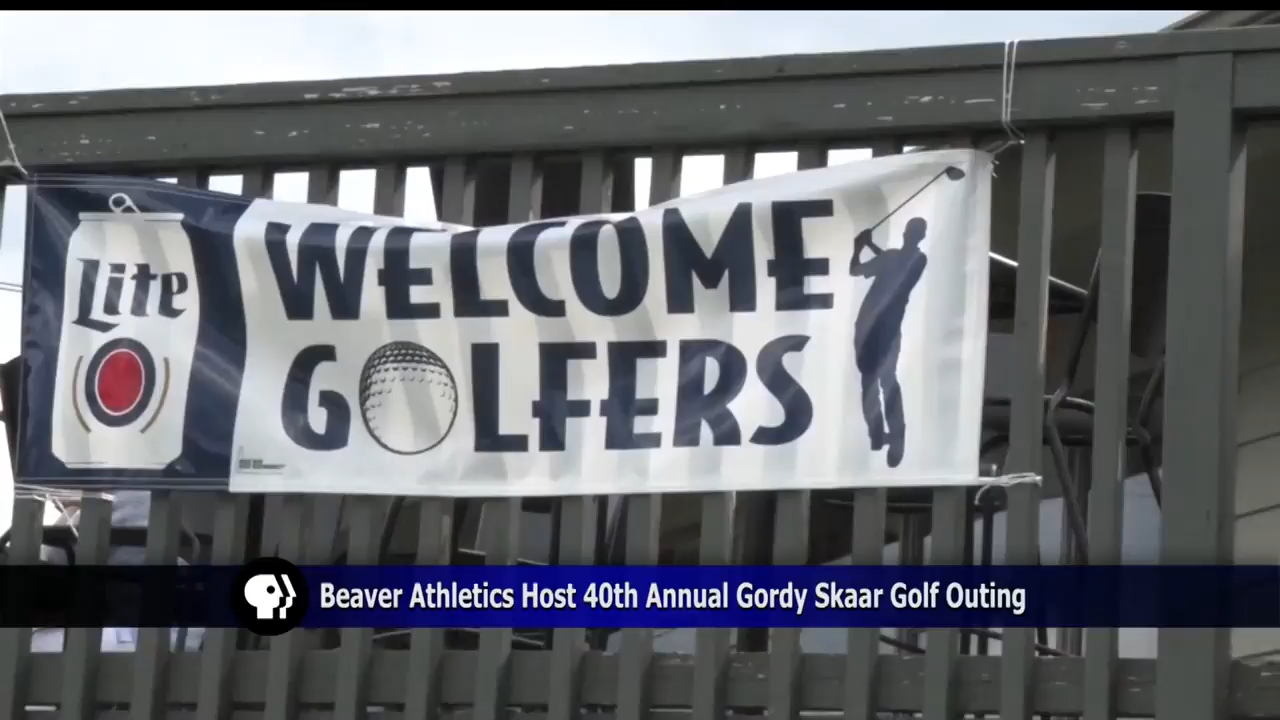 Lite
WELCOME
GOLFERS
Beaver Athletics Host 40th Annual Gordy Skaar Golf Outing